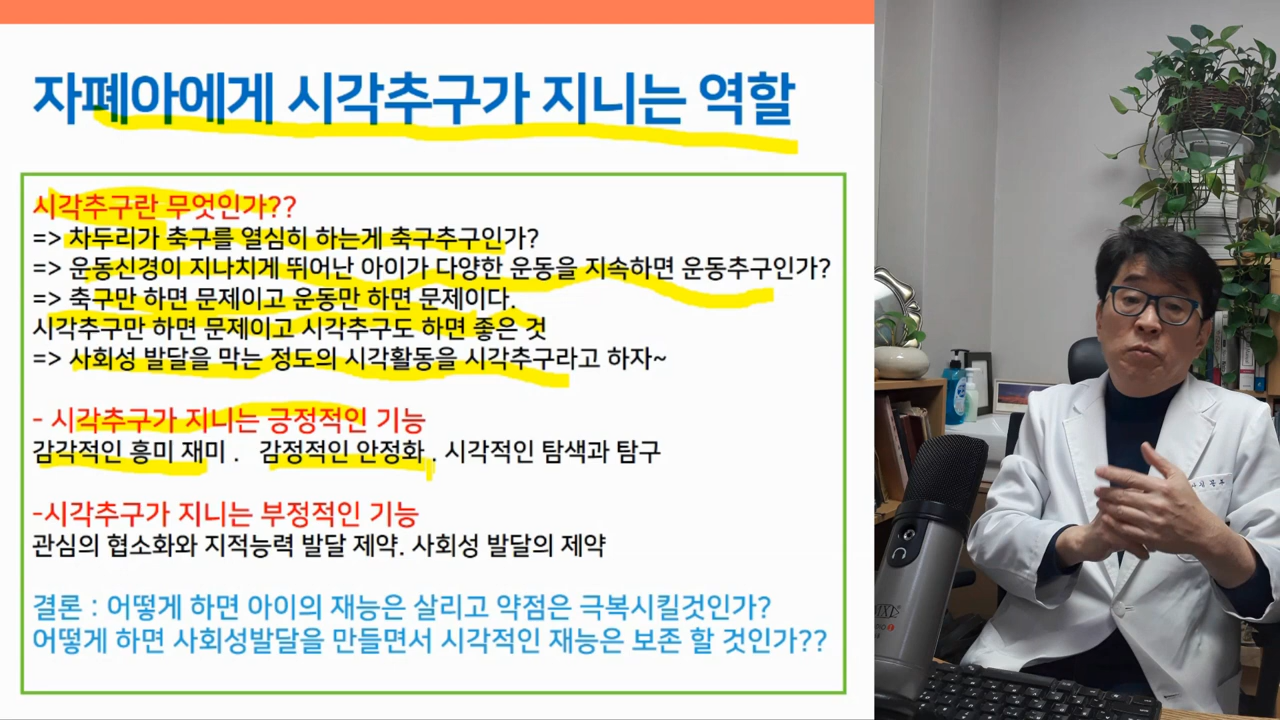 자폐아에게 시각추구가 지니는 역할
시각추구란 무엇인가??
=> 차두리가 축구를 열심히 하는게 축구추구인가?
=> 운동신경이 지나치게 뛰어난 아이가 다양한 운동을 지속하면 운동추구인가?
=> 축구만 하면 문제이고 운동만 하면 문제이다.
시각추구만 하면 문제이고 시각추구도 하면 좋은 것
=> 사회성 발달을 막는 정도의 시각활동을 시각추구라고 하자~
- 시각추구가 지니는 긍정적인 기능
감각적인 흥미 재미 . 감정적인 안정화 . 시각적인 탐색과 탐구
-시각추구가 지니는 부정적인 기능
관심의 협소화와 지적능력 발달 제약. 사회성 발달의 제약
결론 : 어떻게 하면 아이의 재능은 살리고 약점은 극복시킬것인가?
어떻게 하면 사회성발달을 만들면서 시각적인 재능은 보존 할 것인가??